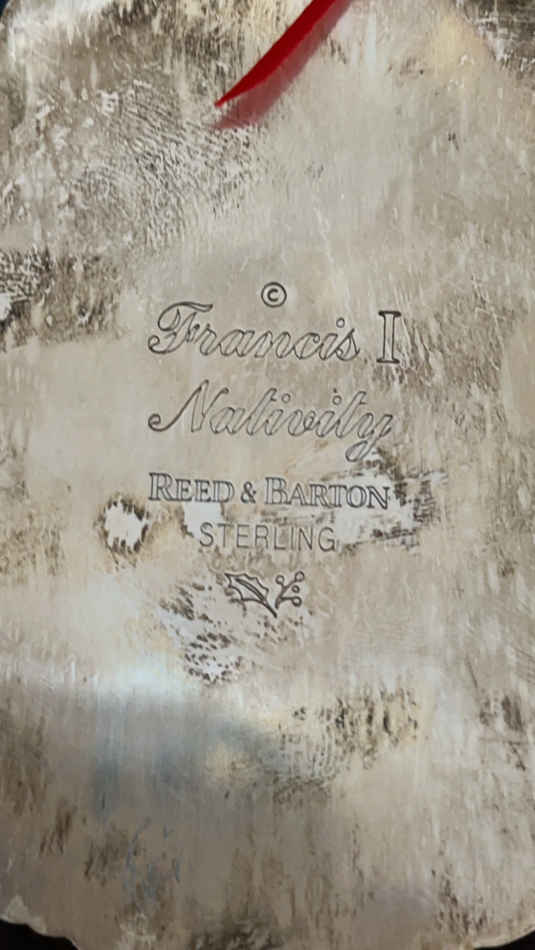 ©
Francis I
Nativity
REED & BARTON
STERLING